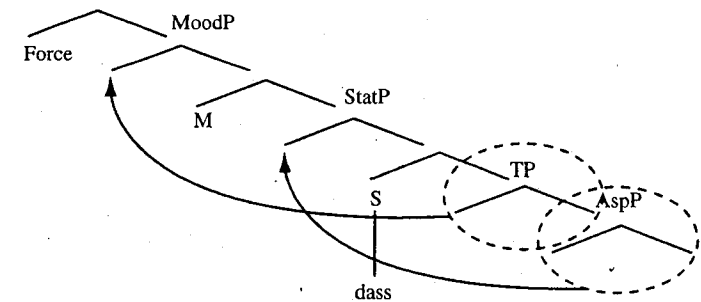 MoodP
Force
StatP
M
TP
S
AspP
dass